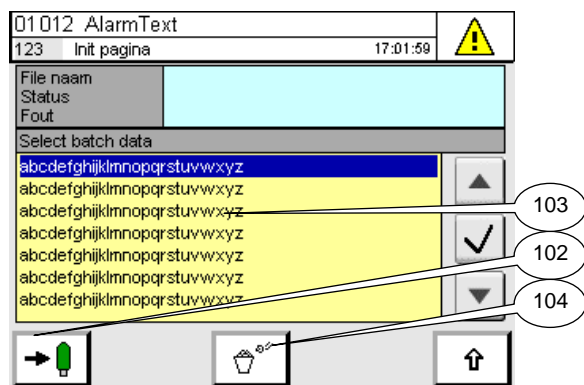 01012 AlarmText
123 Init pagina 17:01:59
File naam
Status
Fout
Select batch data
abcdefghijklmnopqrstuvwxyz
abcdefghijklmnopqrstuvwxyz
abcdefghijklmnopqrstuvwxyz
abcdefghijklmnopqrstuvwxyz
abcdefghijklmnopqrstuvwxyz
abcdefghijklmnopqrstuvwxyz
abcdefghijklmnopqrstuvwxyz
103
102
104